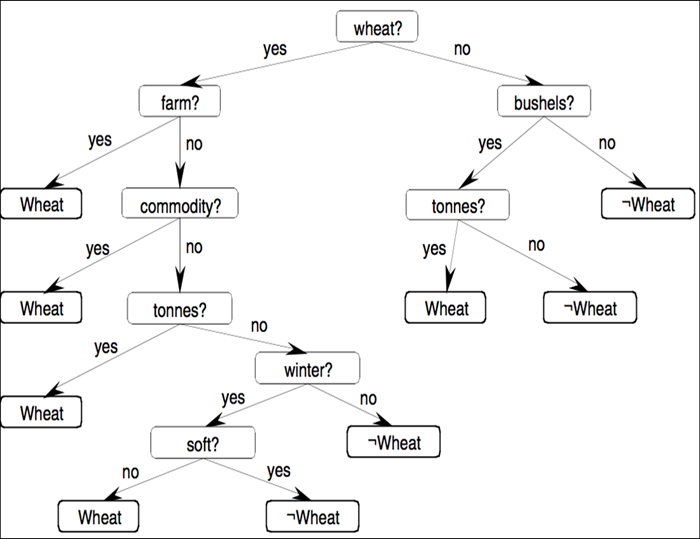 wheat?
yes
no
farm?
bushels?
yes
no
yes
no
Wheat
commodity?
tonnes?
¬Wheat
yes
no
yes
no
Wheat
tonnes?
Wheat
¬Wheat
yes
no
winter?
Wheat
yes
no
soft?
¬Wheat
no
yes
Wheat
¬Wheat